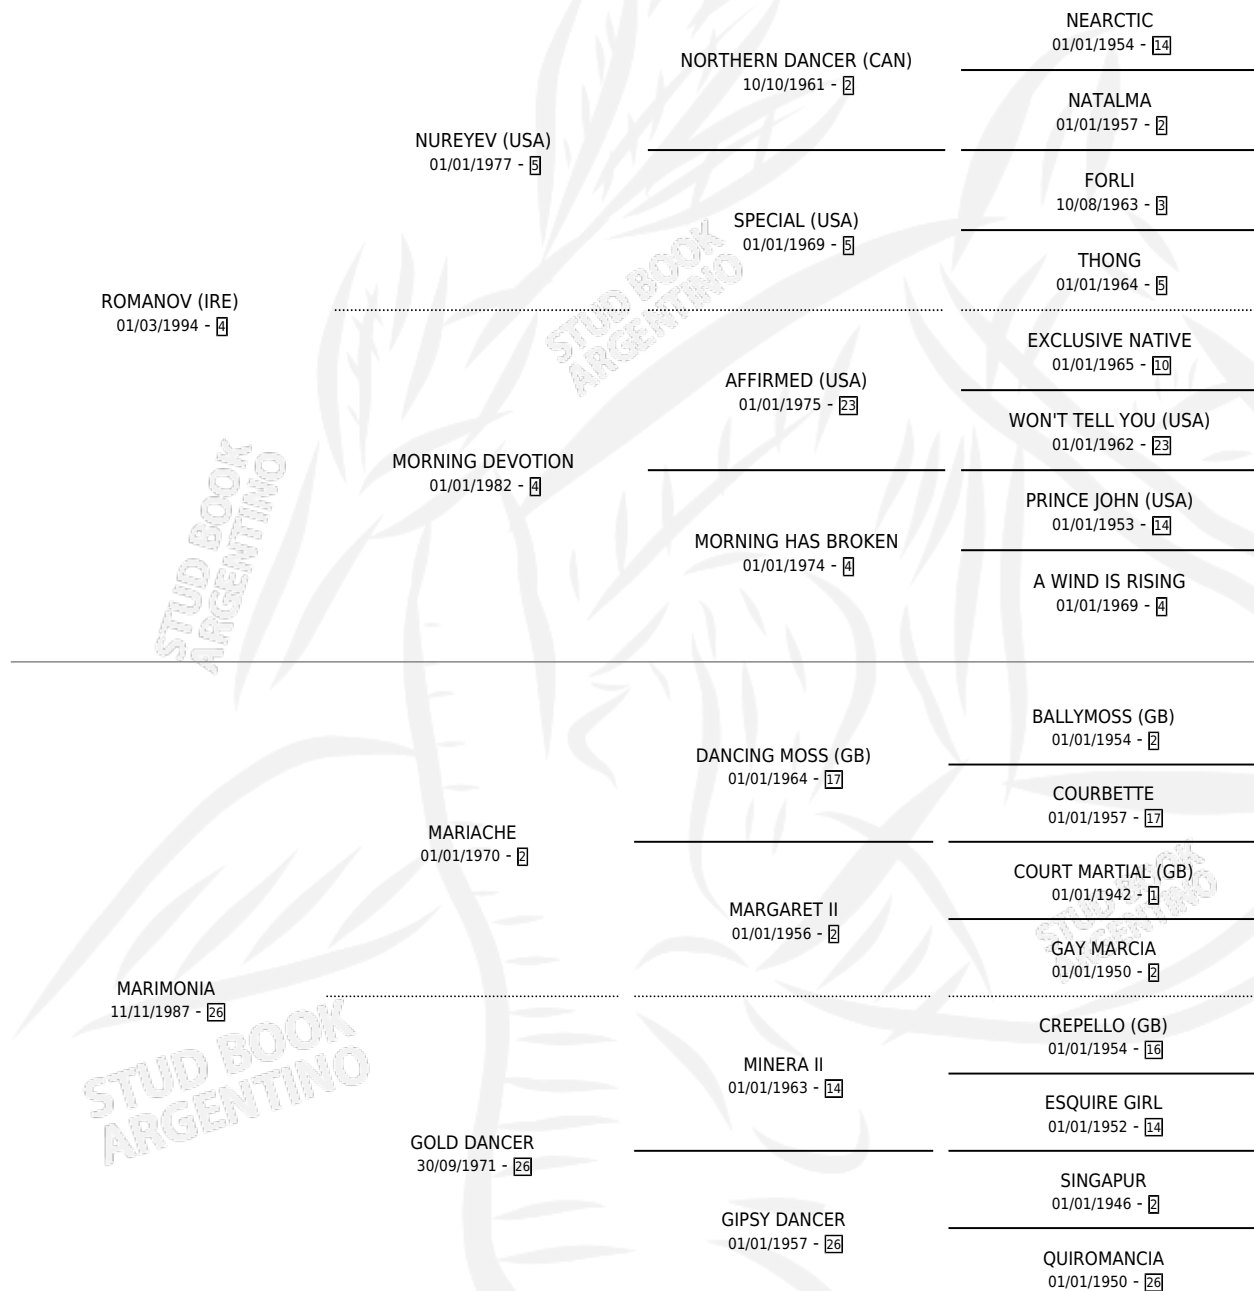 NEARCTIC
01/01/1954 - 14
NORTHERN DANCER (CAN)
10/10/1961 - 2
NATALMA
01/01/1957 - 2
NUREYEV (USA)
01/01/1977 - 5
FORLI
10/08/1963 - 3
SPECIAL (USA)
01/01/1969 - 5
THONG
01/01/1964 - 5
ROMANOV (IRE)
01/03/1994 - 4
EXCLUSIVE NATIVE
01/01/1965 - 10
AFFIRMED (USA)
01/01/1975 - 23
WON'T TELL YOU (USA)
01/01/1962 - 23
MORNING DEVOTION
01/01/1982 - 4
PRINCE JOHN (USA)
01/01/1953 - 14
MORNING HAS BROKEN
01/01/1974 - 4
A WIND IS RISING
01/01/1969 - 4
BALLYMOSS (GB)
01/01/1954 - 2
DANCING MOSS (GB)
01/01/1964 - 17
COURBETTE
01/01/1957 - 17
MARIACHE
01/01/1970 - 2
COURT MARTIAL (GB)
01/01/1942 - 1
MARGARET II
01/01/1956 - 2
GAY MARCIA
01/01/1950 - 2
MARIMONIA
11/11/1987 - 26
CREPELLO (GB)
01/01/1954 - 16
MINERA II
01/01/1963 - 14
ESQUIRE GIRL
01/01/1952 - 14
GOLD DANCER
30/09/1971 - 26
SINGAPUR
01/01/1946 - 2
GIPSY DANCER
01/01/1957 - 26
QUIROMANCIA
01/01/1950 - 26
STUD BOOK
ARGENTINO
STUD BOOK
ARGENTINO
STUD BOOK
ARGENTINO
STUD BOOK
ARGENTINO